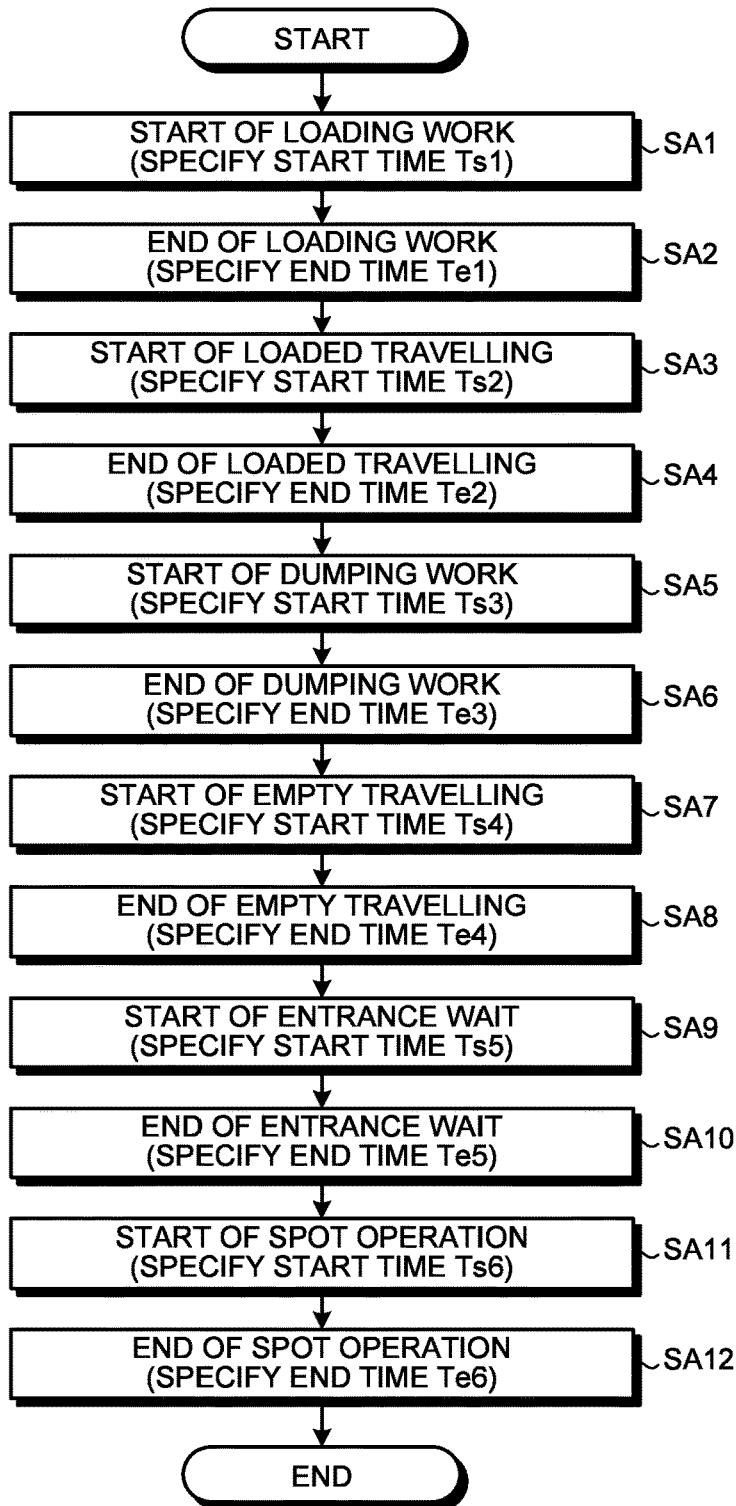 START
START OF LOADING WORK
(SPECIFY START TIME Ts1)
SA1
END OF LOADING WORK
(SPECIFY END TIME Te1)
SA2
START OF LOADED TRAVELLING
(SPECIFY START TIME Ts2)
SA3
END OF LOADED TRAVELLING
(SPECIFY END TIME Te2)
SA4
START OF DUMPING WORK
(SPECIFY START TIME Ts3)
SA5
END OF DUMPING WORK
(SPECIFY END TIME Te3)
SA6
START OF EMPTY TRAVELLING
(SPECIFY START TIME Ts4)
SA7
END OF EMPTY TRAVELLING
(SPECIFY END TIME Te4)
SA8
START OF ENTRANCE WAIT
(SPECIFY START TIME Ts5)
SA9
END OF ENTRANCE WAIT
(SPECIFY END TIME Te5)
SA10
START OF SPOT OPERATION
(SPECIFY START TIME Ts6)
SA11
END OF SPOT OPERATION
(SPECIFY END TIME Te6)
SA12
END